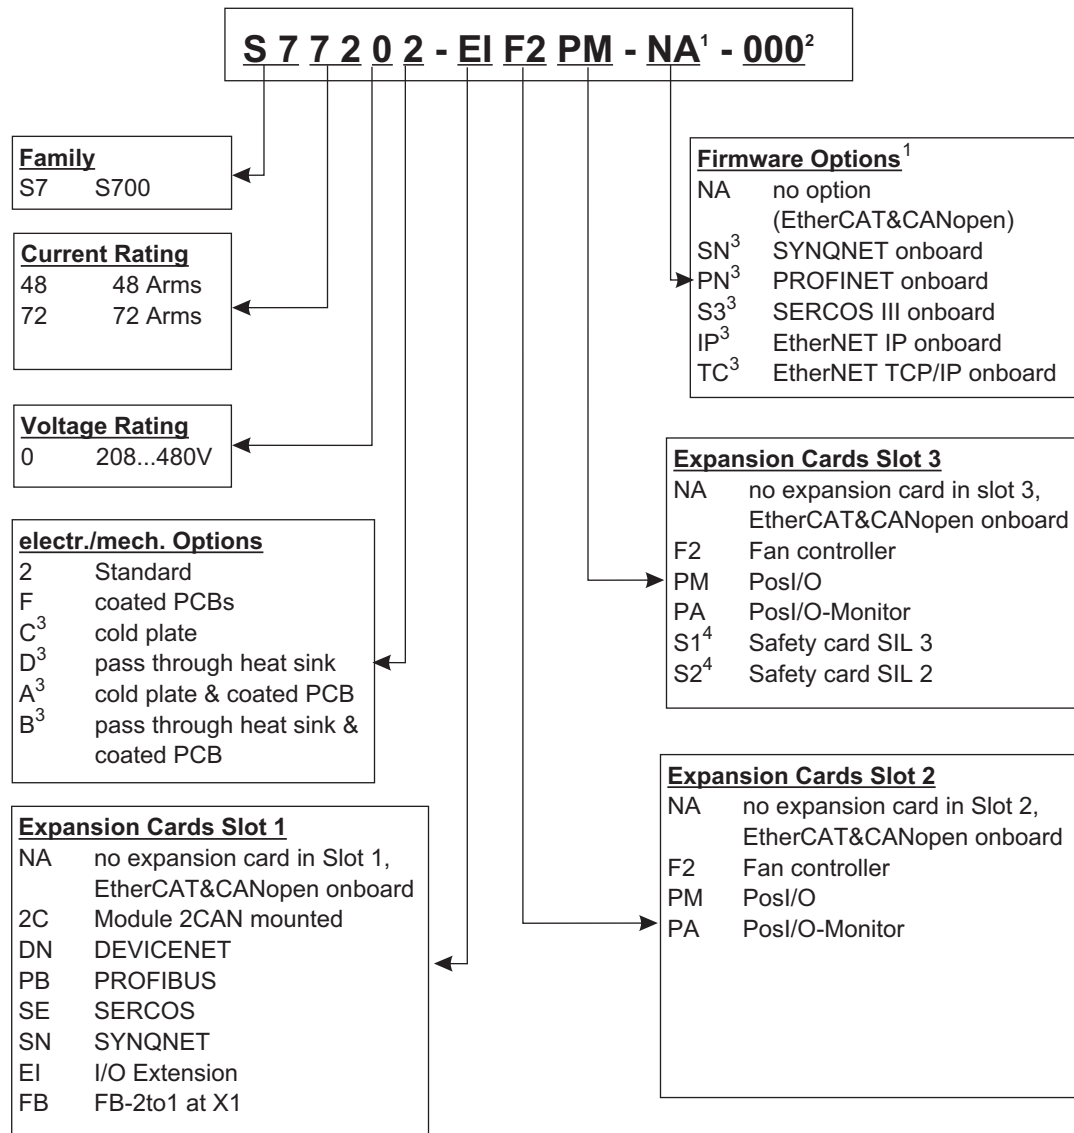 S 7 7 2 0 2 - EI F2 PM - NA¹ - 000²
Family
S7 S700
Current Rating
48 48 Arms
72 72 Arms
Voltage Rating
0 208...480V
electr./mech. Options
2 Standard
F coated PCBs
C³ cold plate
D³ pass through heat sink
A³ cold plate & coated PCB
B³ pass through heat sink &
coated PCB
Expansion Cards Slot 1
NA no expansion card in Slot 1,
EtherCAT&CANopen onboard
2C Module 2CAN mounted
DN DEVICENET
PB PROFIBUS
SE SERCOS
SN SYNQNET
EI I/O Extension
FB FB-2to1 at X1
Firmware Options¹
NA no option
(EtherCAT&CANopen)
SN³ SYNQNET onboard
PN³ PROFINET onboard
S3³ SERCOS III onboard
IP³ EtherNET IP onboard
TC³ EtherNET TCP/IP onboard
Expansion Cards Slot 3
NA no expansion card in slot 3,
EtherCAT&CANopen onboard
F2 Fan controller
PM PosI/O
PA PosI/O-Monitor
S1⁴ Safety card SIL 3
S2⁴ Safety card SIL 2
Expansion Cards Slot 2
NA no expansion card in Slot 2,
EtherCAT&CANopen onboard
F2 Fan controller
PM PosI/O
PA PosI/O-Monitor